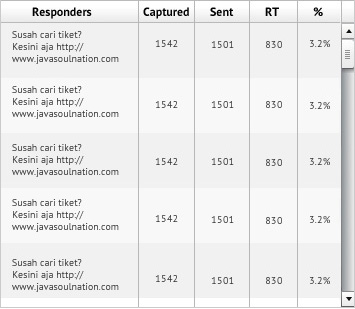 Responders Captured Sent RT %
Susah cari tiket?
Kesini aja http://
www.javasoulnation.com
1542 1501 830 3.2%
Susah cari tiket?
Kesini aja http://
www.javasoulnation.com
1542 1501 830 3.2%
Susah cari tiket?
Kesini aja http://
www.javasoulnation.com
1542 1501 830 3.2%
Susah cari tiket?
Kesini aja http://
www.javasoulnation.com
1542 1501 830 3.2%
Susah cari tiket?
Kesini aja http://
www.javasoulnation.com
1542 1501 830 3.2%